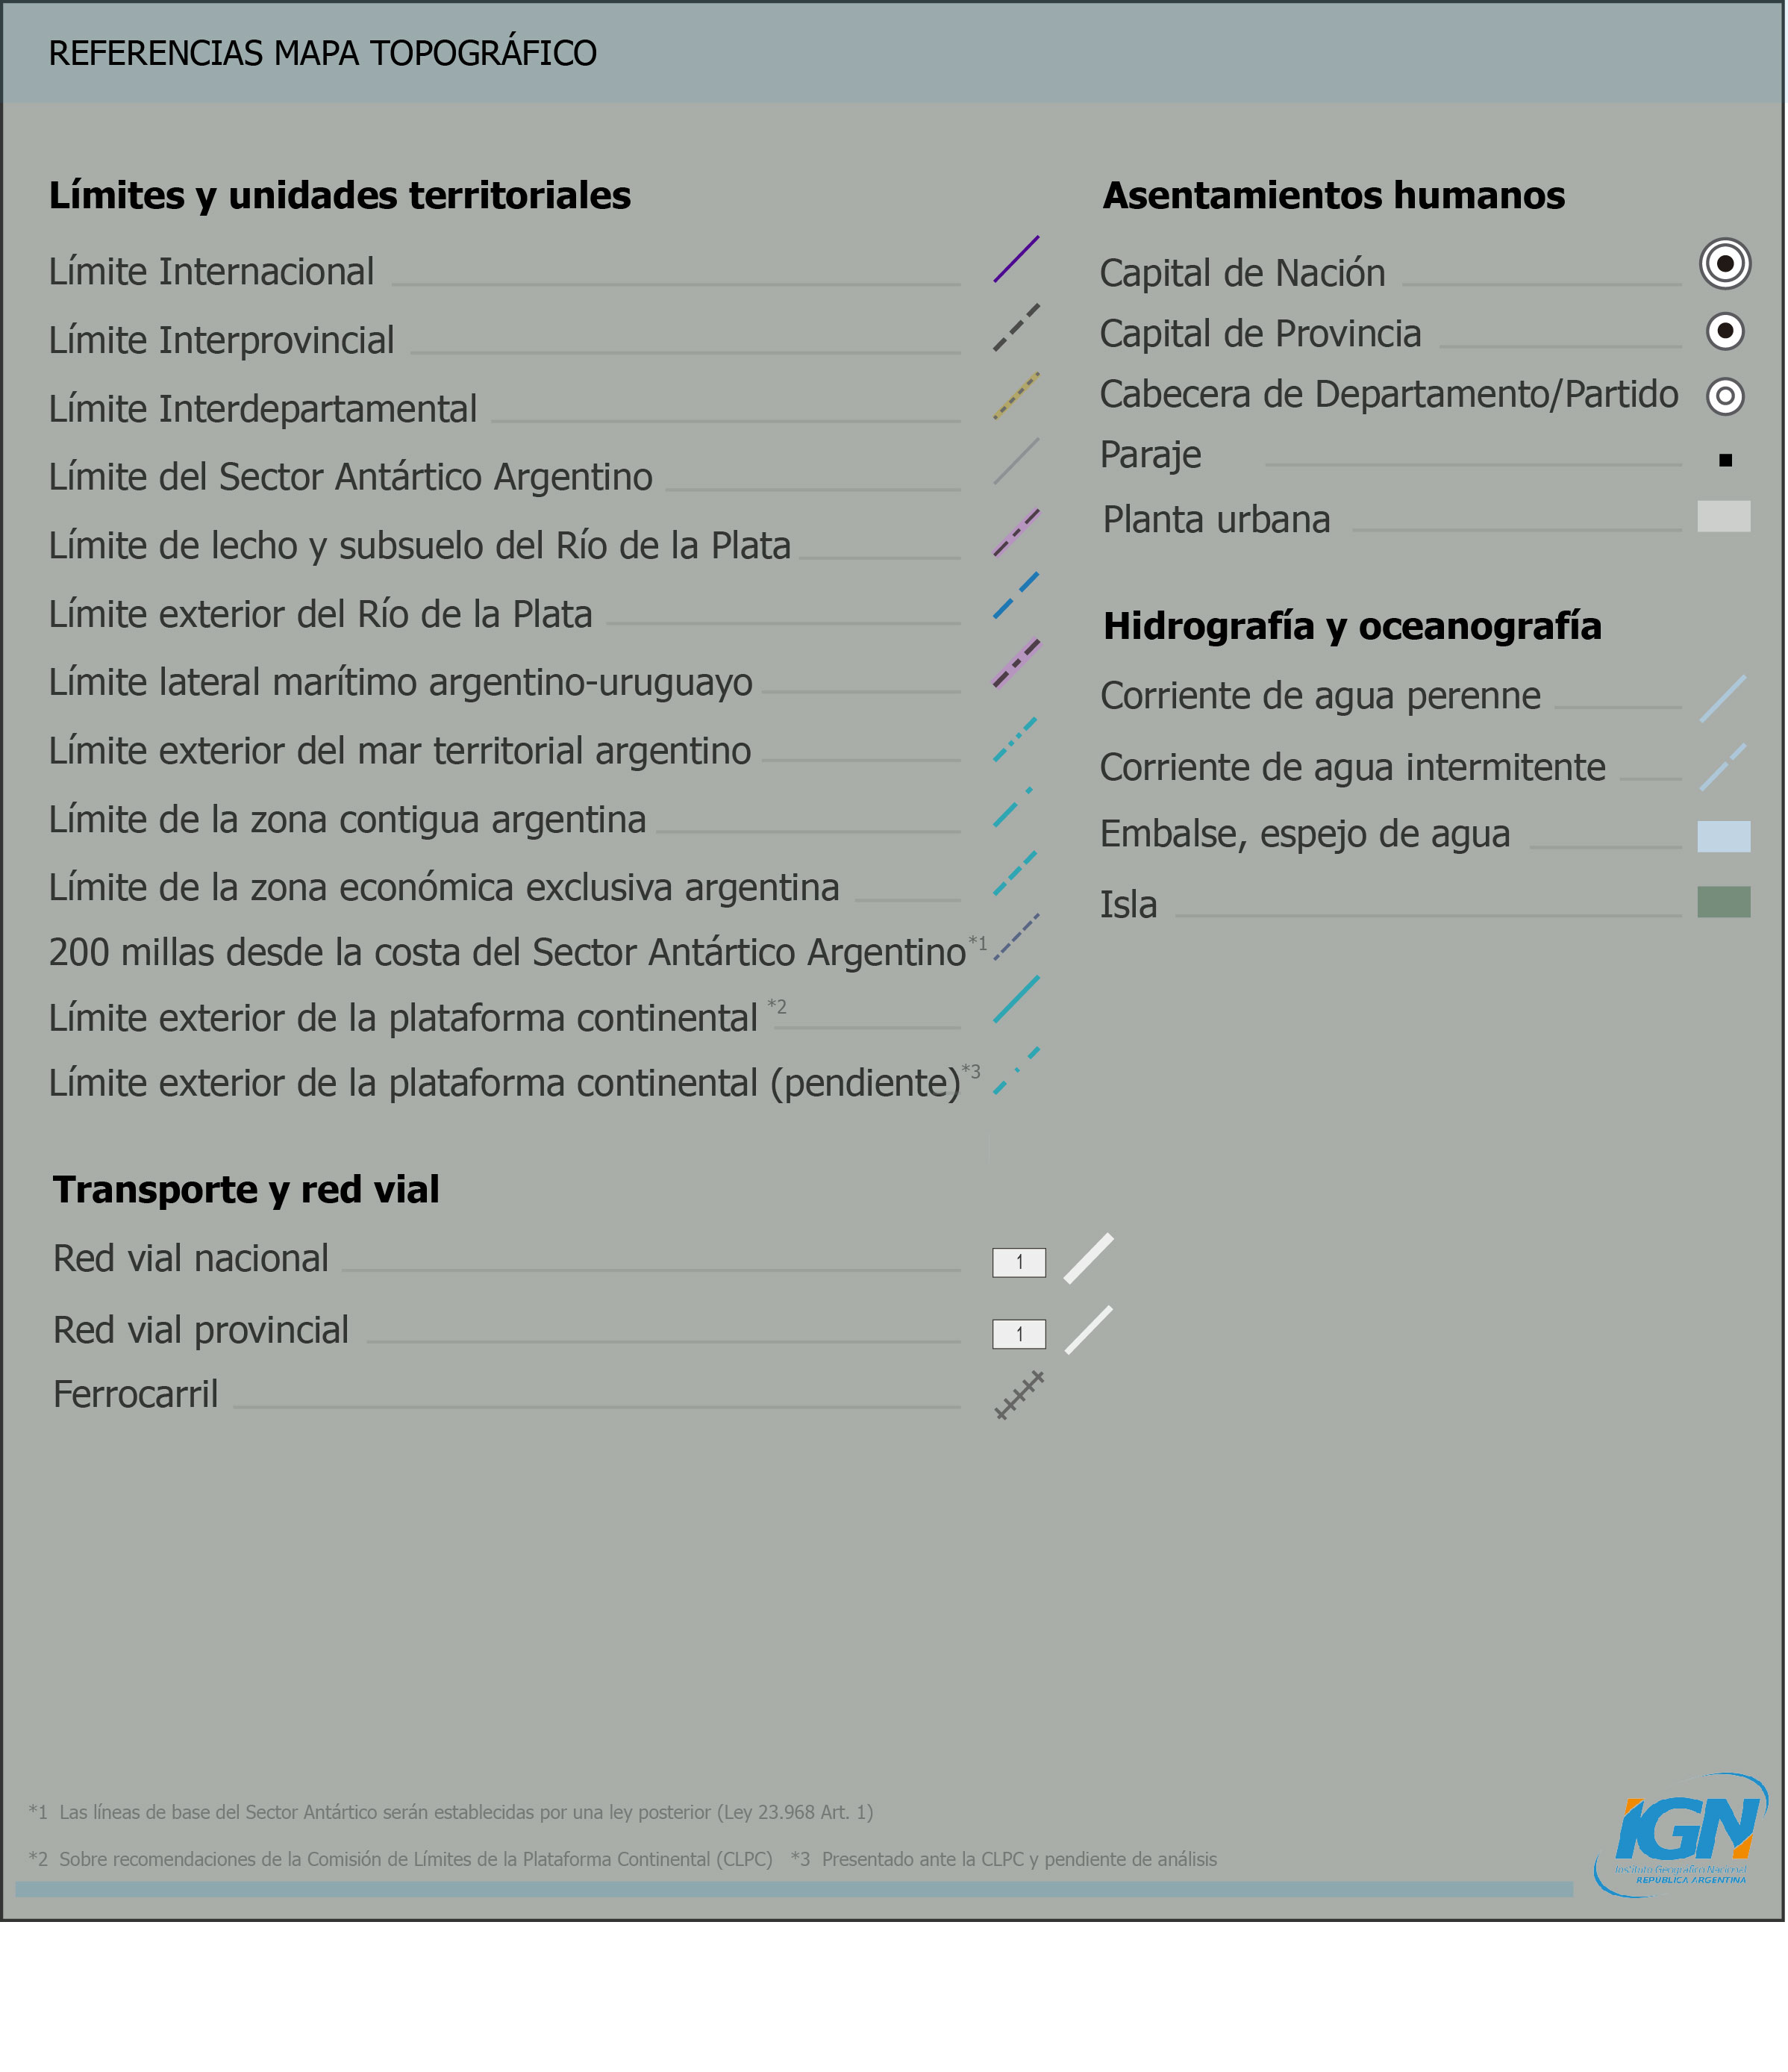 REFERENCIAS MAPA TOPOGRÁFICO
Límites y unidades territoriales
Límite Internacional
Límite Interprovincial
Límite Interdepartamental
Límite del Sector Antártico Argentino
Límite de lecho y subsuelo del Río de la Plata
Límite exterior del Río de la Plata
Límite lateral marítimo argentino-uruguayo
Límite exterior del mar territorial argentino
Límite de la zona contigua argentina
Límite de la zona económica exclusiva argentina
200 millas desde la costa del Sector Antártico Argentino*1
Límite exterior de la plataforma continental *2
Límite exterior de la plataforma continental (pendiente)*3
Transporte y red vial
Red vial nacional 1
Red vial provincial 1
Ferrocarril
Asentamientos humanos
Capital de Nación
Capital de Provincia
Cabecera de Departamento/Partido
Paraje
Planta urbana
Hidrografía y oceanografía
Corriente de agua perenne
Corriente de agua intermitente
Embalse, espejo de agua
Isla
*1 Las líneas de base del Sector Antártico serán establecidas por una ley posterior (Ley 23.968 Art. 1)
*2 Sobre recomendaciones de la Comisión de Límites de la Plataforma Continental (CLPC) *3 Presentado ante la CLPC y pendiente de análisis
IGN
Instituto Geográfico Nacional
REPUBLICA ARGENTINA